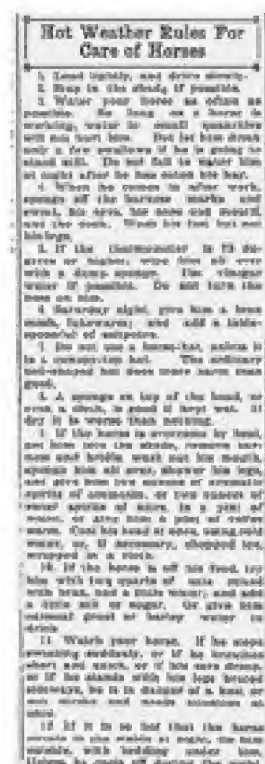 Hot Weather Rules For
Care of Horses
1. Load lightly, and drive slowly.
2. Stop in the shade, if possible.
3. Water your horse as often as
possible. So long as a horse is
working, water in small quantities
will not hurt him. But let him drink
only a few swallows if he is going to
stand still. Do not fail to water him
at night after he has eaten his hay.
4. When he comes in after work,
sponge off the harness marks and
sweat, his eyes, his nose and mouth,
and the dock. Wash his feet but not
his legs.
5. If the thermometer is 75 de-
grees or higher, wipe him all over
with a damp sponge. Use vinegar
water if possible. Do not turn the
hose on him.
6. Saturday night, give him a bran
mash, lukewarm; and add a table-
spoonful of saltpetre.
7. Do not use a horse-hat, unless it
is a canopy-top hat. The ordinary
bell-shaped hat does more harm than
good.
8. A sponge on top of the head, or
even a cloth, is good if kept wet. If
dry it is worse than nothing.
9. If the horse is overcome by heat,
get him into the shade, remove har-
ness and bridle, wash out his mouth,
sponge him all over, shower his legs,
and give him two ounces of aromatic
spirits of ammonia, or two ounces of
sweet spirits of nitre, in a pint of
water, or give him a pint of coffee
warm. Cool his head at once, using cold
water, or, if necessary, chopped ice,
wrapped in a cloth.
10. If the horse is off his feed, try
him with two quarts of oats mixed
with bran, and a little water; and add
a little salt or sugar. Or give him
oatmeal gruel or barley water to
drink.
11. Watch your horse. If he stops
sweating suddenly, or if he breathes
short and quick, or if his ears droop,
or if he stands with his legs braced
sideways, he is in danger of a heat or
sun stroke and needs attention at
once.
12. If it is so hot that the horse
sweats in the stable at night, tie him
outside, with bedding under him.